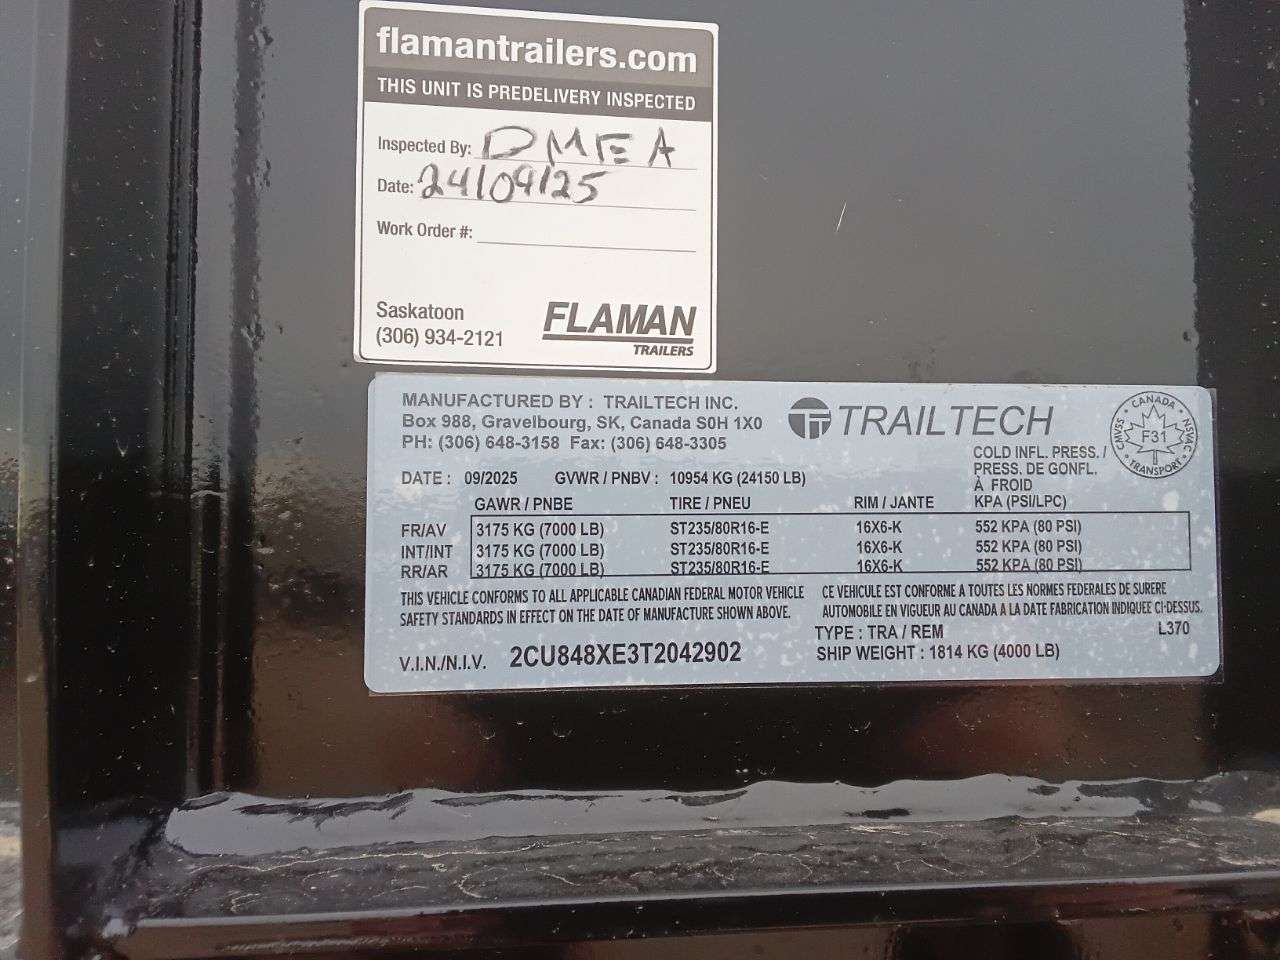 flamantrailers.com
THIS UNIT IS PREDELIVERY INSPECTED
Inspected By: DMEA
Date: 24/09/25
Work Order #:
Saskatoon
(306) 934-2121
FLAMAN
TRAILERS
MANUFACTURED BY : TRAILTECH INC.
Box 988, Gravelbourg, SK, Canada S0H 1X0
PH: (306) 648-3158 Fax: (306) 648-3305
TRAILTECH
CANADA
CMVSS
F31
NSVAC
TRANSPORT
DATE : 09/2025 GVWR / PNBV : 10954 KG (24150 LB)
COLD INFL. PRESS. /
PRESS. DE GONFL.
À FROID
GAWR / PNBE TIRE / PNEU RIM / JANTE KPA (PSI/LPC)
FR/AV 3175 KG (7000 LB) ST235/80R16-E 16X6-K 552 KPA (80 PSI)
INT/INT 3175 KG (7000 LB) ST235/80R16-E 16X6-K 552 KPA (80 PSI)
RR/AR 3175 KG (7000 LB) ST235/80R16-E 16X6-K 552 KPA (80 PSI)
THIS VEHICLE CONFORMS TO ALL APPLICABLE CANADIAN FEDERAL MOTOR VEHICLE
SAFETY STANDARDS IN EFFECT ON THE DATE OF MANUFACTURE SHOWN ABOVE.
CE VEHICULE EST CONFORME A TOUTES LES NORMES FEDERALES DE SURERE
AUTOMOBILE EN VIGUEUR AU CANADA A LA DATE FABRICATION INDIQUEE CI-DESSUS.
TYPE : TRA / REM L370
V.I.N./N.I.V. 2CU848XE3T2042902
SHIP WEIGHT : 1814 KG (4000 LB)